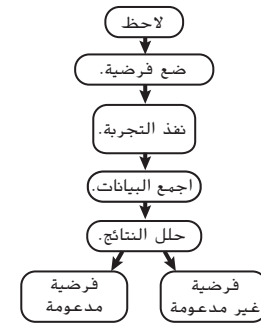 لاحظ
ضع فرضية.
نفذ التجربة.
اجمع البيانات.
حلل النتائج.
فرضية
غير مدعومة
فرضية
مدعومة